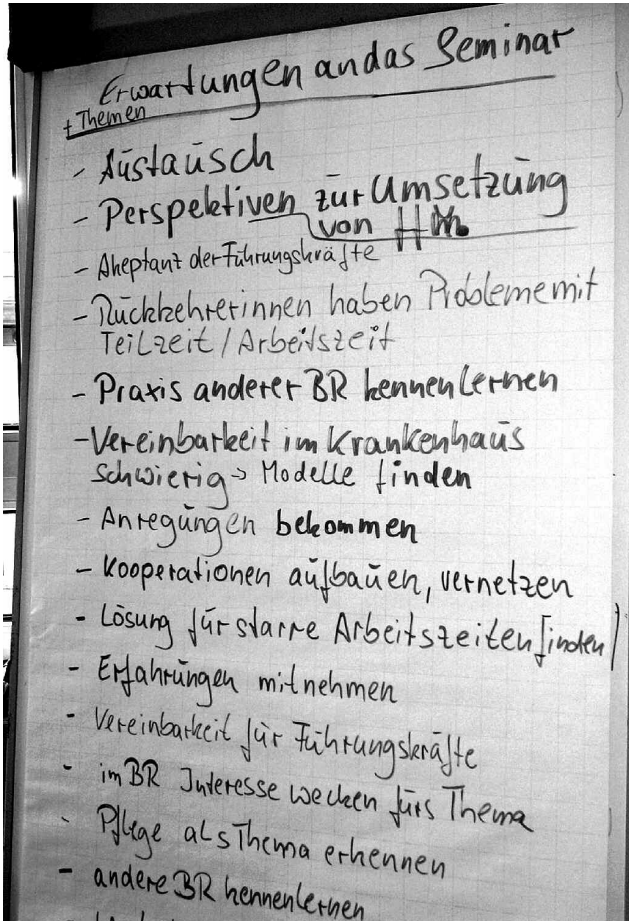 Erwartungen an das Seminar
+ Themen
- Austausch
- Perspektiven zur Umsetzung
von
- Akeptanz der Führungskräfte
- Rückkehrerinnen haben Probleme mit
Teilzeit / Arbeitszeit
- Praxis anderer BR kennenlernen
- Vereinbarkeit im Krankenhaus
schwierig → Modelle finden
- Anregungen bekommen
- Kooperationen aufbauen, vernetzen
- Lösung für starre Arbeitszeiten finden
- Erfahrungen mitnehmen
- Vereinbarkeit für Führungskräfte
- im BR Interesse wecken fürs Thema
- Pflege als Thema erkennen
- andere BR kennenlernen